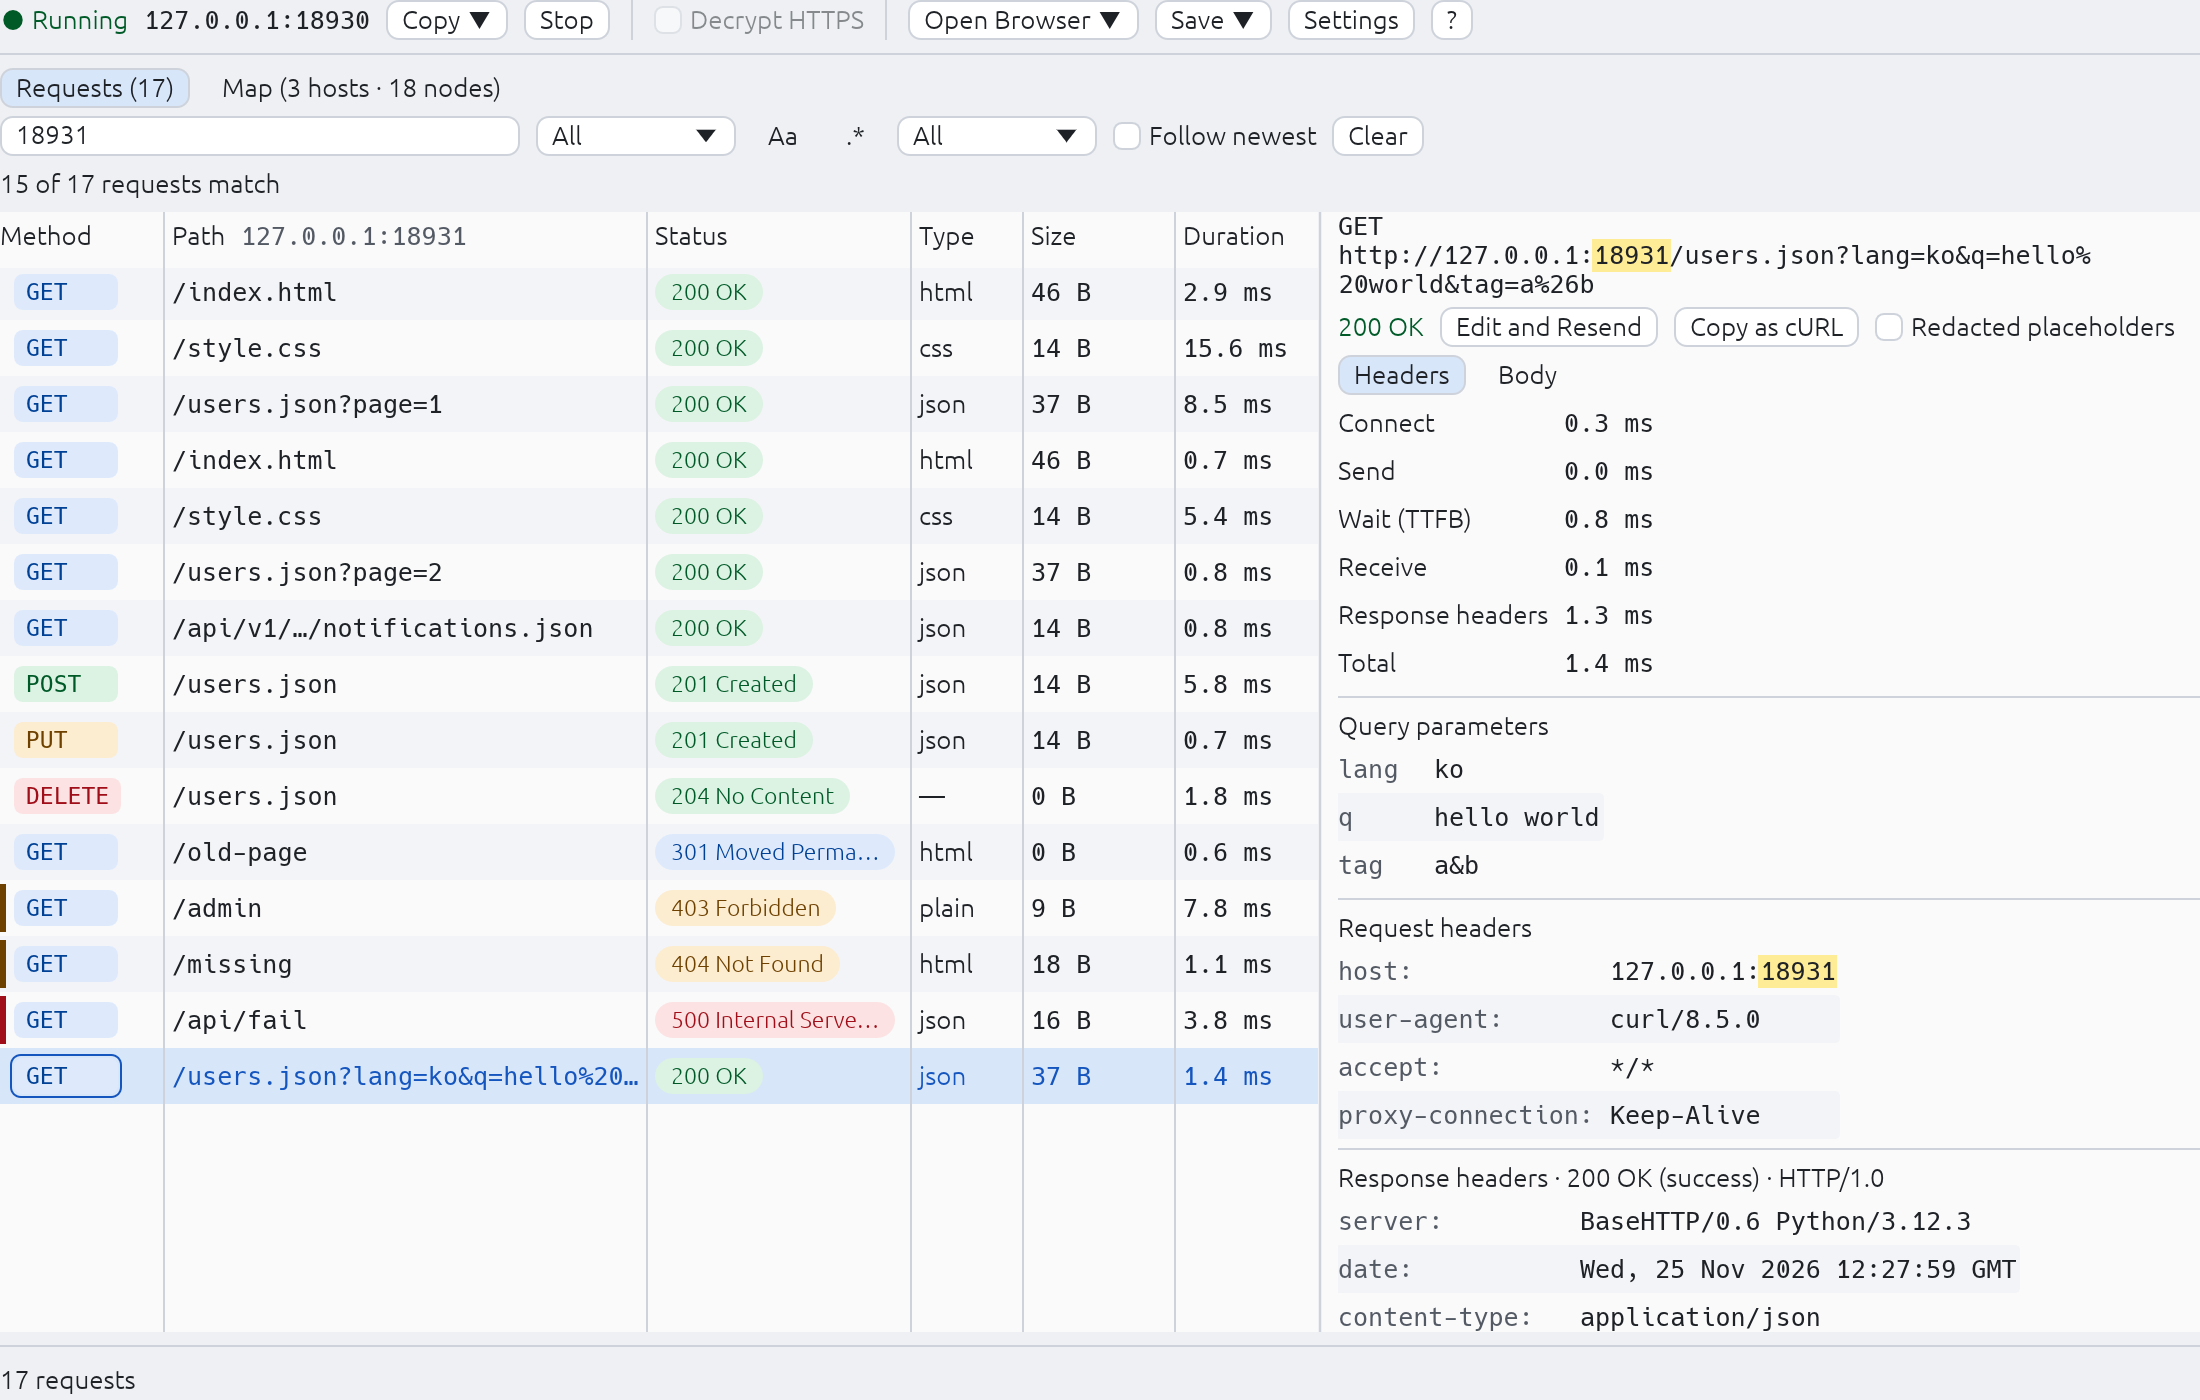 Running 127.0.0.1:18930 Copy ▼ Stop Decrypt HTTPS Open Browser ▼ Save ▼ Settings ?
Requests (17) Map (3 hosts · 18 nodes)
18931 All ▼ Aa .* All ▼ Follow newest Clear
15 of 17 requests match
Method Path 127.0.0.1:18931 Status Type Size Duration
GET /index.html 200 OK html 46 B 2.9 ms
GET /style.css 200 OK css 14 B 15.6 ms
GET /users.json?page=1 200 OK json 37 B 8.5 ms
GET /index.html 200 OK html 46 B 0.7 ms
GET /style.css 200 OK css 14 B 5.4 ms
GET /users.json?page=2 200 OK json 37 B 0.8 ms
GET /api/v1/…/notifications.json 200 OK json 14 B 0.8 ms
POST /users.json 201 Created json 14 B 5.8 ms
PUT /users.json 201 Created json 14 B 0.7 ms
DELETE /users.json 204 No Content — 0 B 1.8 ms
GET /old-page 301 Moved Perma… html 0 B 0.6 ms
GET /admin 403 Forbidden plain 9 B 7.8 ms
GET /missing 404 Not Found html 18 B 1.1 ms
GET /api/fail 500 Internal Serve… json 16 B 3.8 ms
GET /users.json?lang=ko&q=hello%20… 200 OK json 37 B 1.4 ms
GET
http://127.0.0.1:18931/users.json?lang=ko&q=hello%
20world&tag=a%26b
200 OK Edit and Resend Copy as cURL Redacted placeholders
Headers Body
Connect 0.3 ms
Send 0.0 ms
Wait (TTFB) 0.8 ms
Receive 0.1 ms
Response headers 1.3 ms
Total 1.4 ms
Query parameters
lang ko
q hello world
tag a&b
Request headers
host: 127.0.0.1:18931
user-agent: curl/8.5.0
accept: */*
proxy-connection: Keep-Alive
Response headers · 200 OK (success) · HTTP/1.0
server: BaseHTTP/0.6 Python/3.12.3
date: Wed, 25 Nov 2026 12:27:59 GMT
content-type: application/json
17 requests